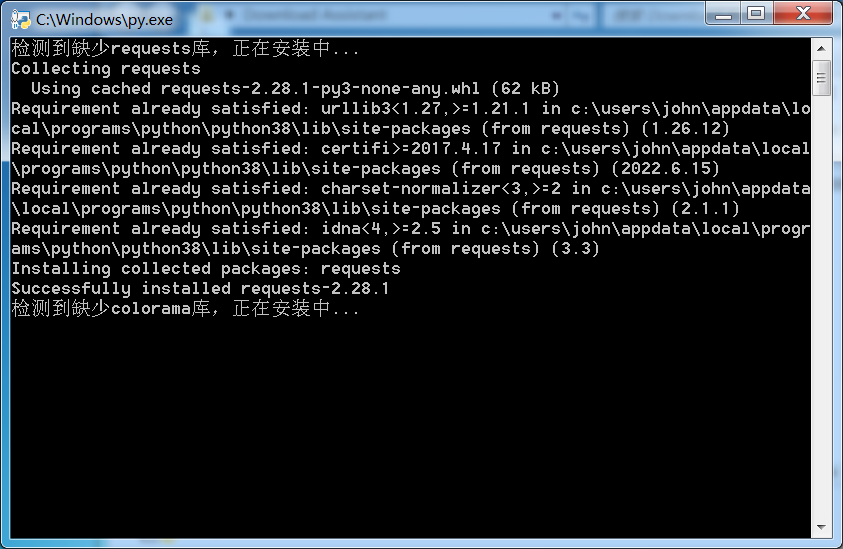 C:\Windows\py.exe
检测到缺少requests库，正在安装中...
Collecting requests
  Using cached requests-2.28.1-py3-none-any.whl (62 kB)
Requirement already satisfied: urllib3<1.27,>=1.21.1 in c:\users\john\appdata\lo
cal\programs\python\python38\lib\site-packages (from requests) (1.26.12)
Requirement already satisfied: certifi>=2017.4.17 in c:\users\john\appdata\local
\programs\python\python38\lib\site-packages (from requests) (2022.6.15)
Requirement already satisfied: charset-normalizer<3,>=2 in c:\users\john\appdata
\local\programs\python\python38\lib\site-packages (from requests) (2.1.1)
Requirement already satisfied: idna<4,>=2.5 in c:\users\john\appdata\local\progr
ams\python\python38\lib\site-packages (from requests) (3.3)
Installing collected packages: requests
Successfully installed requests-2.28.1
检测到缺少colorama库，正在安装中...